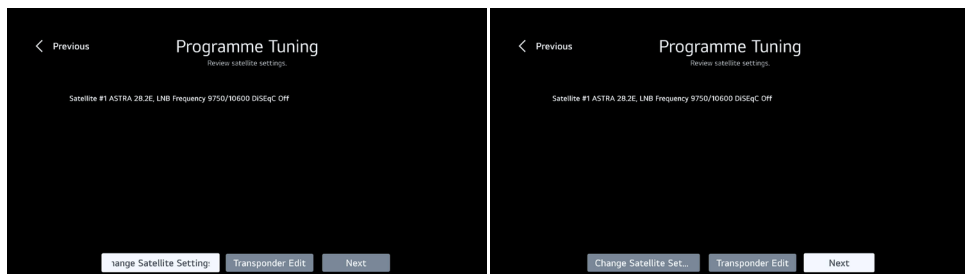 Previous
Programme Tuning
Review satellite settings.
Satellite #1 ASTRA 28.2E, LNB Frequency 9750/10600 DiSEqC Off
hange Satellite Setting: Transponder Edit Next
Previous
Programme Tuning
Review satellite settings.
Satellite #1 ASTRA 28.2E, LNB Frequency 9750/10600 DiSEqC Off
Change Satellite Set... Transponder Edit Next